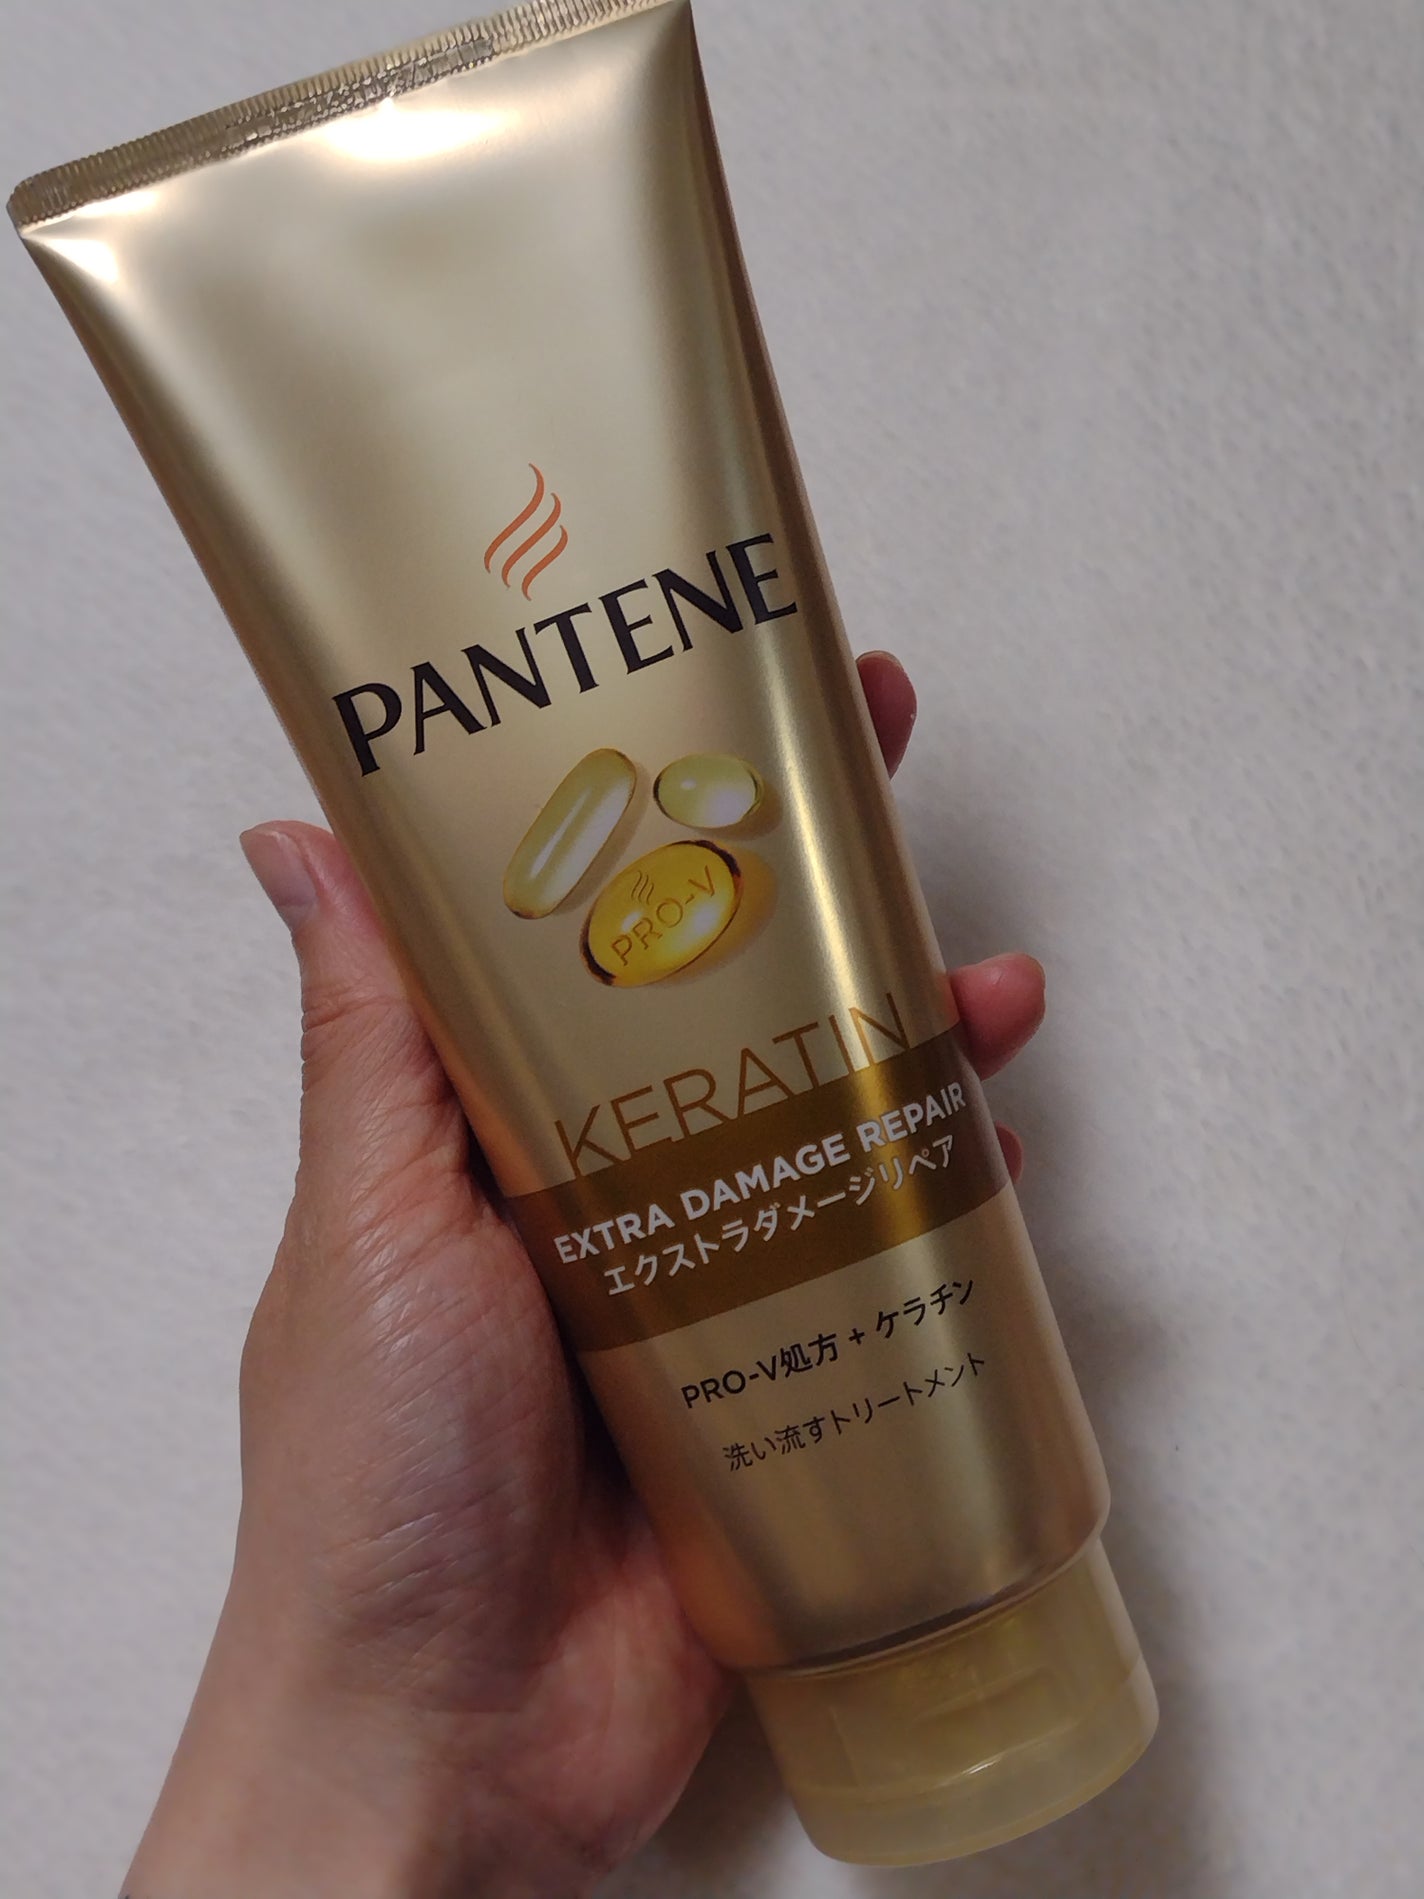 PANTENE
PRO-V
KERATIN
EXTRA DAMAGE REPAIR
エクストラダメージリペア
PRO-V処方 + ケラチン
洗い流すトリートメント